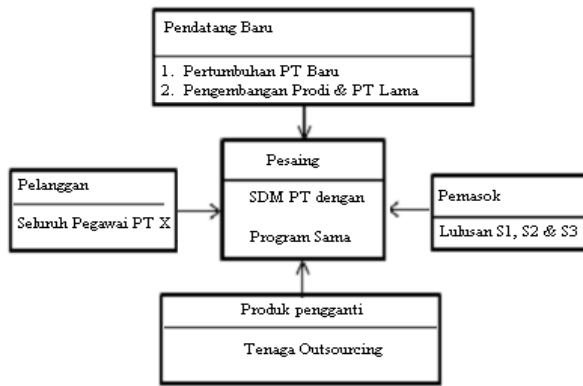 Pendatang Baru
1. Pertumbuhan PT Baru
2. Pengembangan Prodi & PT Lama
Pesaing
SDM PT dengan
Program Sama
Pelanggan
Seluruh Pegawai PT X
Pemasok
Lulusan S1, S2 & S3
Produk pengganti
Tenaga Outsourcing